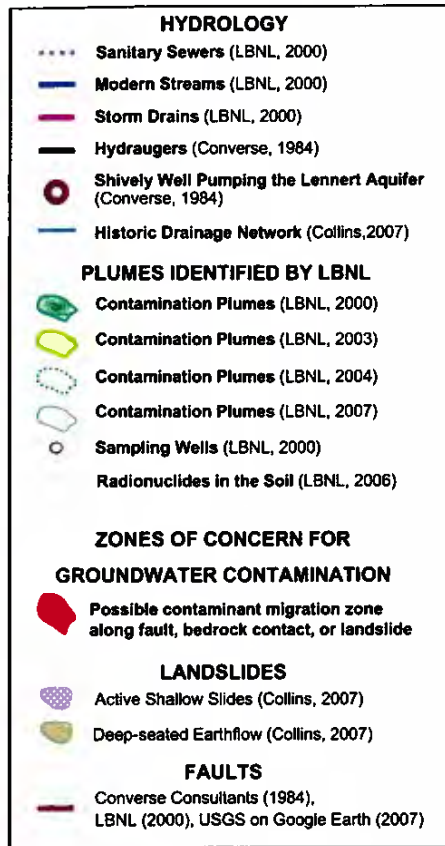 HYDROLOGY
Sanitary Sewers (LBNL, 2000)
Modern Streams (LBNL, 2000)
Storm Drains (LBNL, 2000)
Hydraugers (Converse, 1984)
Shively Well Pumping the Lennert Aquifer
(Converse, 1984)
Historic Drainage Network (Collins,2007)
PLUMES IDENTIFIED BY LBNL
Contamination Plumes (LBNL, 2000)
Contamination Plumes (LBNL, 2003)
Contamination Plumes (LBNL, 2004)
Contamination Plumes (LBNL, 2007)
Sampling Wells (LBNL, 2000)
Radionuclides in the Soil (LBNL, 2006)
ZONES OF CONCERN FOR
GROUNDWATER CONTAMINATION
Possible contaminant migration zone
along fault, bedrock contact, or landslide
LANDSLIDES
Active Shallow Slides (Collins, 2007)
Deep-seated Earthflow (Collins, 2007)
FAULTS
Converse Consultants (1984),
LBNL (2000), USGS on Google Earth (2007)